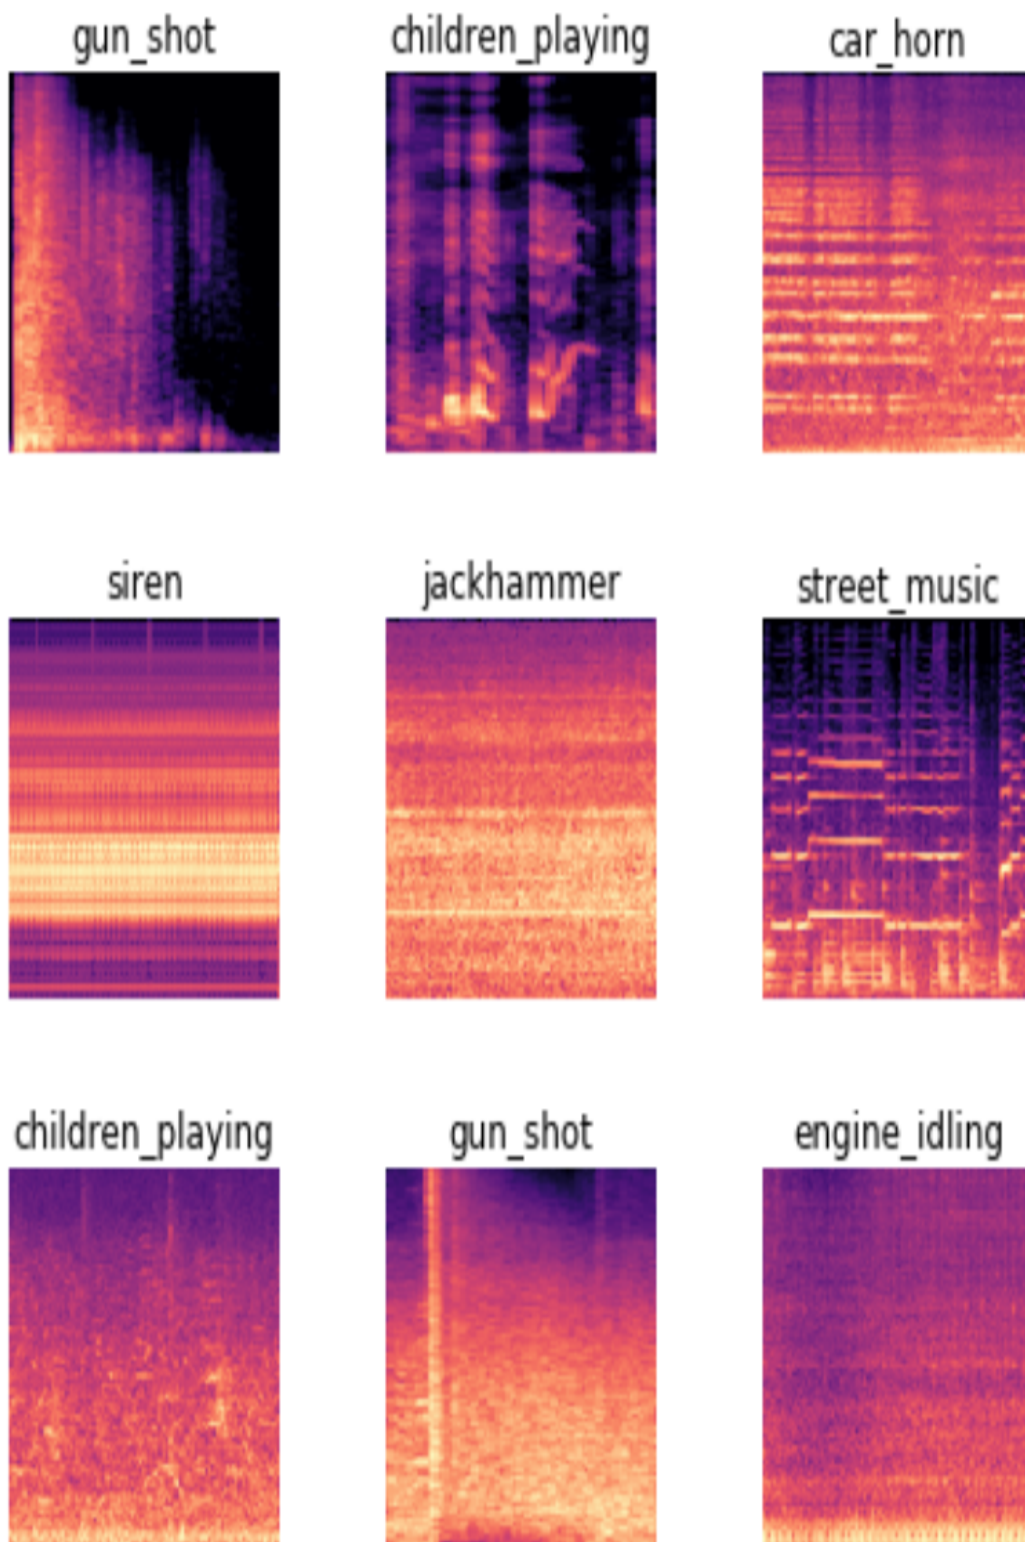 gun_shot
children_playing
car_horn
siren
jackhammer
street_music
children_playing
gun_shot
engine_idling